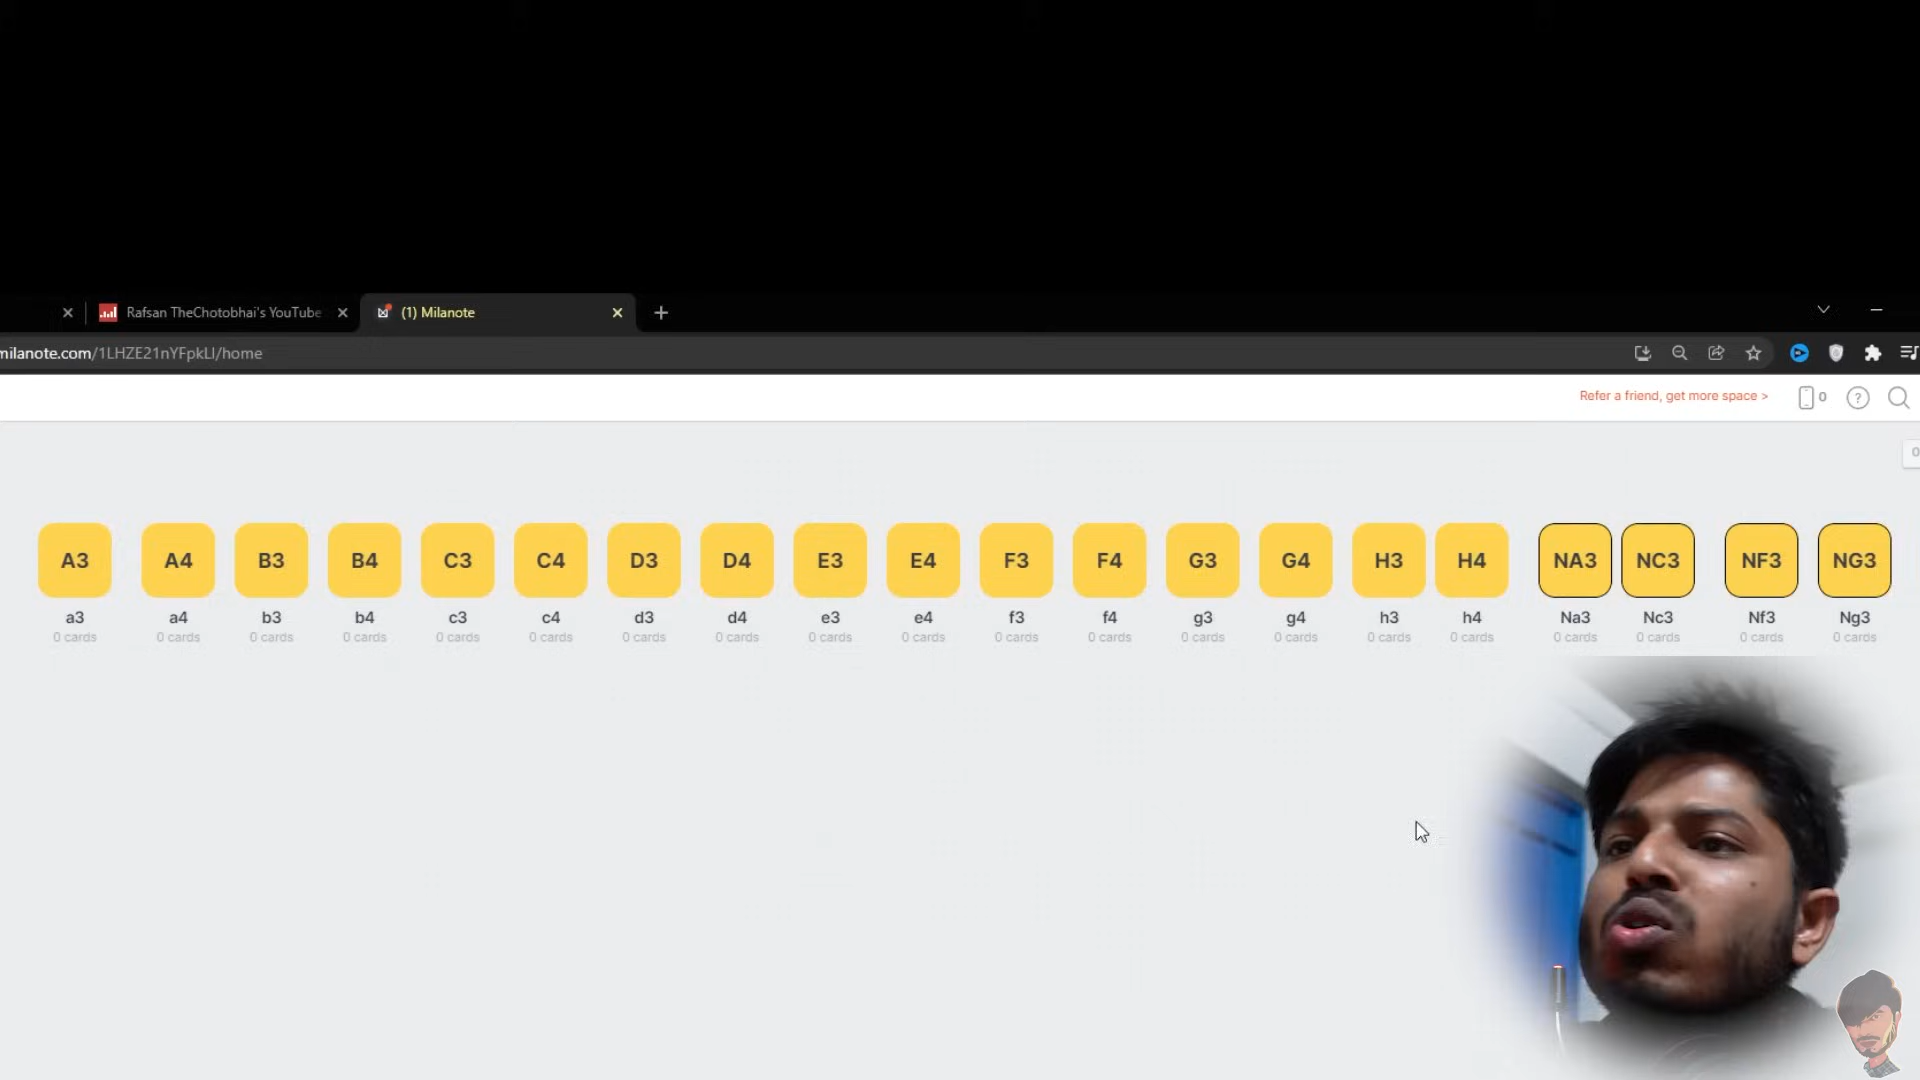 Rafsan TheChotobhai's YouTube
(1) Milanote
milanote.com/1LHZE21nYFpkLl/home
Refer a friend, get more space >
0
?
0
A3 A4 B3 B4 C3 C4 D3 D4 E3 E4 F3 F4 G3 G4 H3 H4 NA3 NC3 NF3 NG3
a3 a4 b3 b4 c3 c4 d3 d4 e3 e4 f3 f4 g3 g4 h3 h4 Na3 Nc3 Nf3 Ng3
0 cards 0 cards 0 cards 0 cards 0 cards 0 cards 0 cards 0 cards 0 cards 0 cards 0 cards 0 cards 0 cards 0 cards 0 cards 0 cards 0 cards 0 cards 0 cards 0 cards